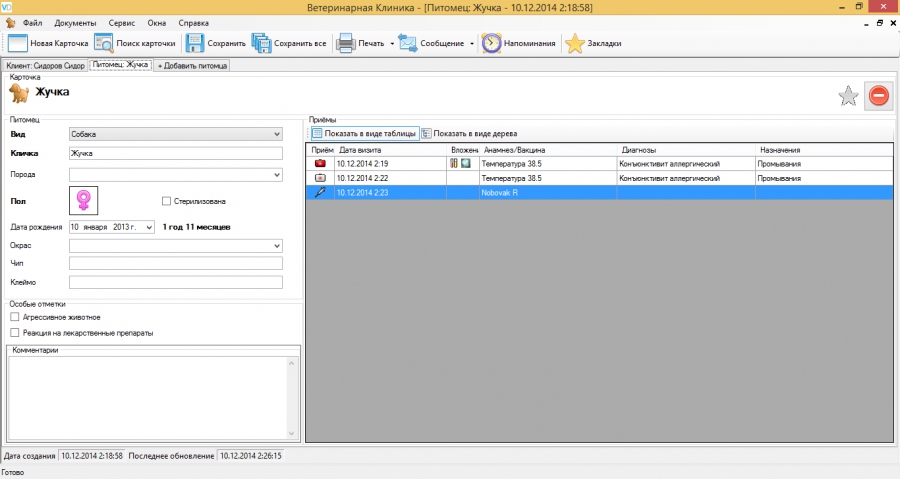 VD Ветеринарная Клиника - [Питомец: Жучка - 10.12.2014 2:18:58]
Файл Документы Сервис Окна Справка
Новая Карточка Поиск карточки Сохранить Сохранить все Печать Сообщение Напоминания Закладки
Клиент: Сидоров Сидор Питомец: Жучка + Добавить питомца
Карточка
Жучка
Питомец
Вид Собака
Кличка Жучка
Порода
Пол Стерилизована
Дата рождения 10 января 2013 г. 1 год 11 месяцев
Окрас
Чип
Клеймо
Особые отметки
Агрессивное животное
Реакция на лекарственные препараты
Комментарии
Приёмы
Показать в виде таблицы Показать в виде дерева
Приём Дата визита Вложен Анамнез/Вакцина Диагнозы Назначения
10.12.2014 2:19 Температура 38.5 Конъюнктивит аллергический Промывания
10.12.2014 2:22 Температура 38.5 Конъюнктивит аллергический Промывания
10.12.2014 2:23 Nobovak R
Дата создания 10.12.2014 2:18:58 Последнее обновление 10.12.2014 2:26:15
Готово